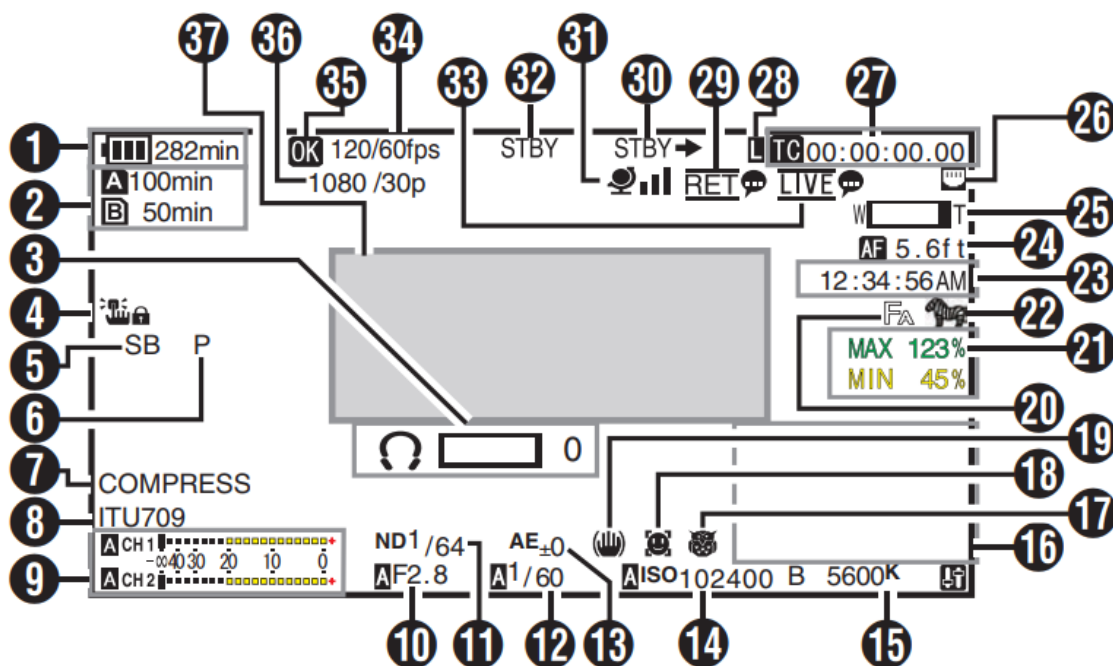 37 36 35 34 32 31 33 30 29 28 27 26
1 282min
OK 120/60fps
STBY
STBY
L
TC 00:00:00.00
2 A 100min
B 50min
1080 /30p
RET
LIVE
W T 25
AF 5.6ft 24
3
12:34:56AM 23
4
FA 22
5 SB P
MAX 123% 21
MIN 45%
6
20
0
19 18 17
7 COMPRESS
8 ITU709
16
9 A CH1
-∞ 40 30 20 10 0
A CH2
ND1/64
AE±0
A F2.8
A 1/60
A ISO102400 B 5600K
10 11 12 13 14 15